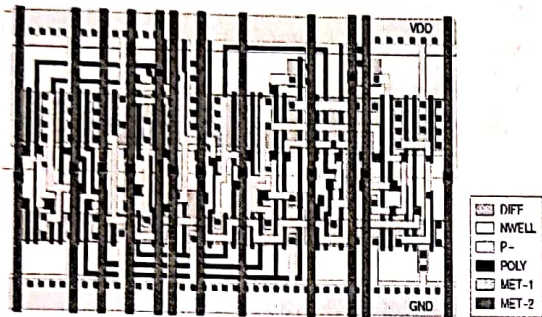 VDD
GND
DIFF
NWELL
P-
POLY
MET-1
MET-2